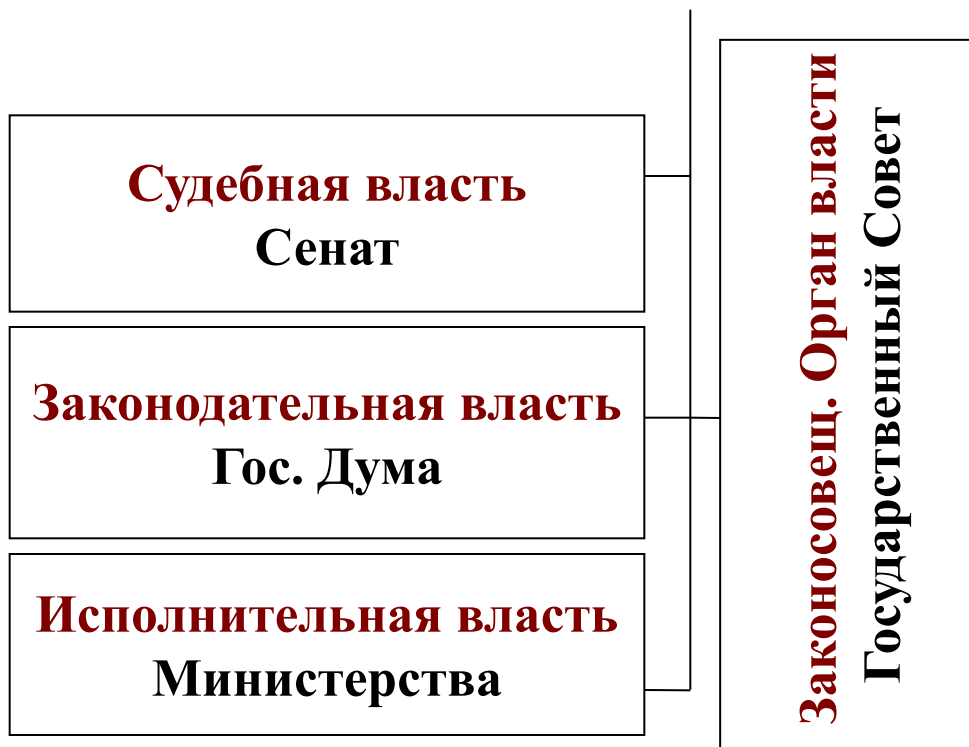 Судебная власть
Сенат
Законодательная власть
Гос. Дума
Исполнительная власть
Министерства
Законосовещ. Орган власти
Государственный Совет